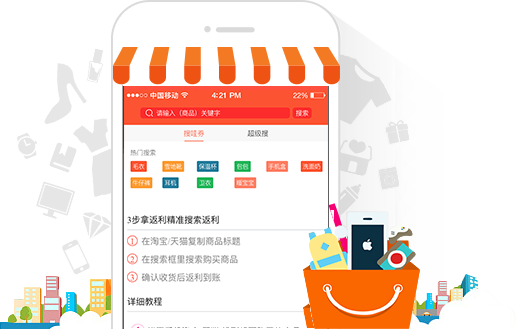 中国移动 4:21 PM 22%
请输入（商品）关键字 搜索
搜哇券 超级搜
热门搜索
毛衣 雪地靴 保温杯 包包 手机盒 洗面奶
牛仔裤 耳机 卫衣 暖宝宝
3步拿返利精准搜索返利
1 在淘宝/天猫复制商品标题
2 在搜索框里搜索购买商品
3 确认收货后返利到账
详细教程